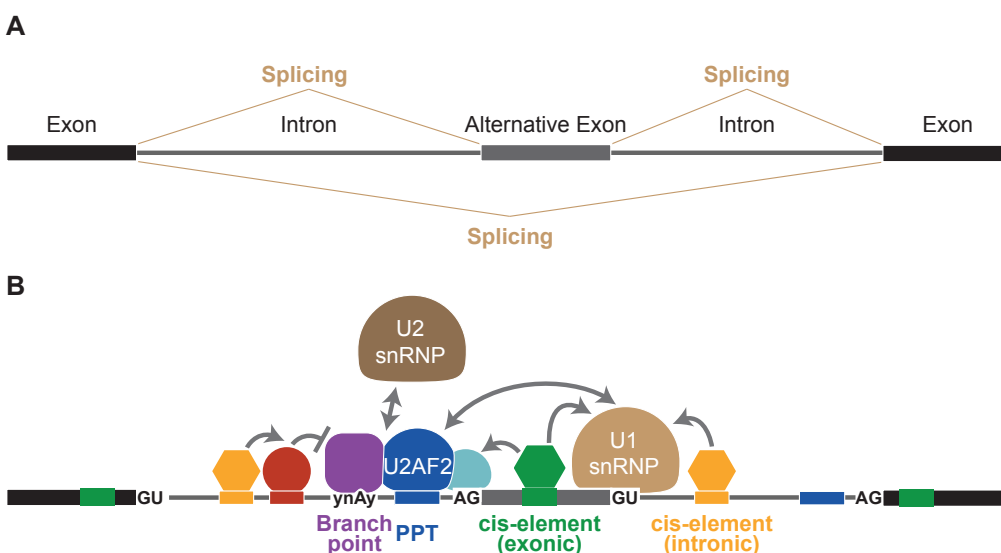 A
Splicing Splicing
Exon Intron Alternative Exon Intron Exon
Splicing
B
U2
snRNP
U2AF2
U1
snRNP
GU ynAy AG GU AG
Branch
point
PPT
cis-element
(exonic)
cis-element
(intronic)